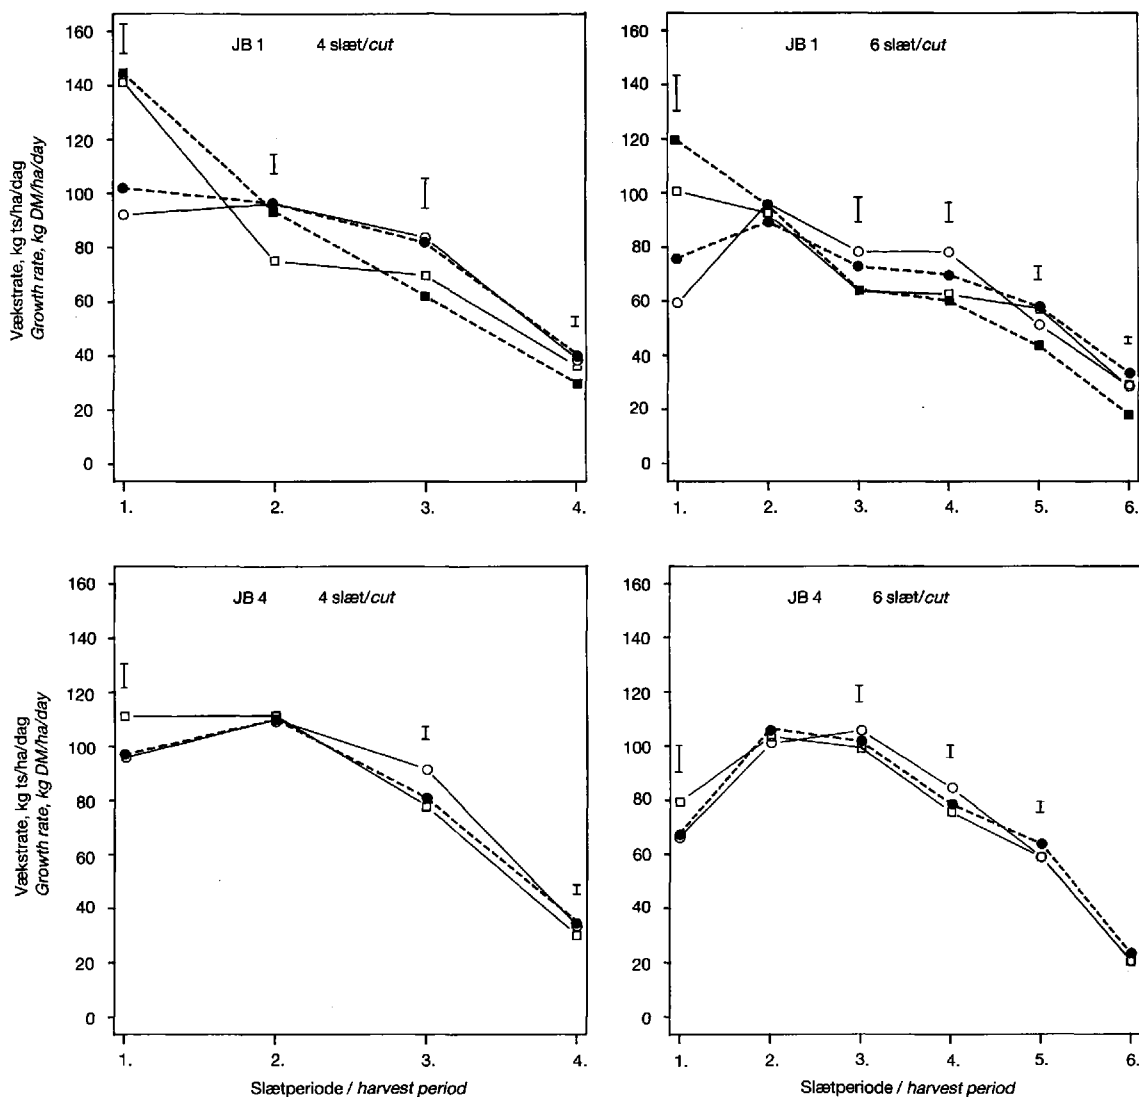 JB 1 4 slæt/cut
160
140
120
100
80
60
40
20
0
Vækstrate, kg ts/ha/dag
Growth rate, kg DM/ha/day
1. 2. 3. 4.
JB 1 6 slæt/cut
160
140
120
100
80
60
40
20
0
1. 2. 3. 4. 5. 6.
JB 4 4 slæt/cut
160
140
120
100
80
60
40
20
0
Vækstrate, kg ts/ha/dag
Growth rate, kg DM/ha/day
1. 2. 3. 4.
Slætperiode / harvest period
JB 4 6 slæt/cut
160
140
120
100
80
60
40
20
0
1. 2. 3. 4. 5. 6.
Slætperiode / harvest period